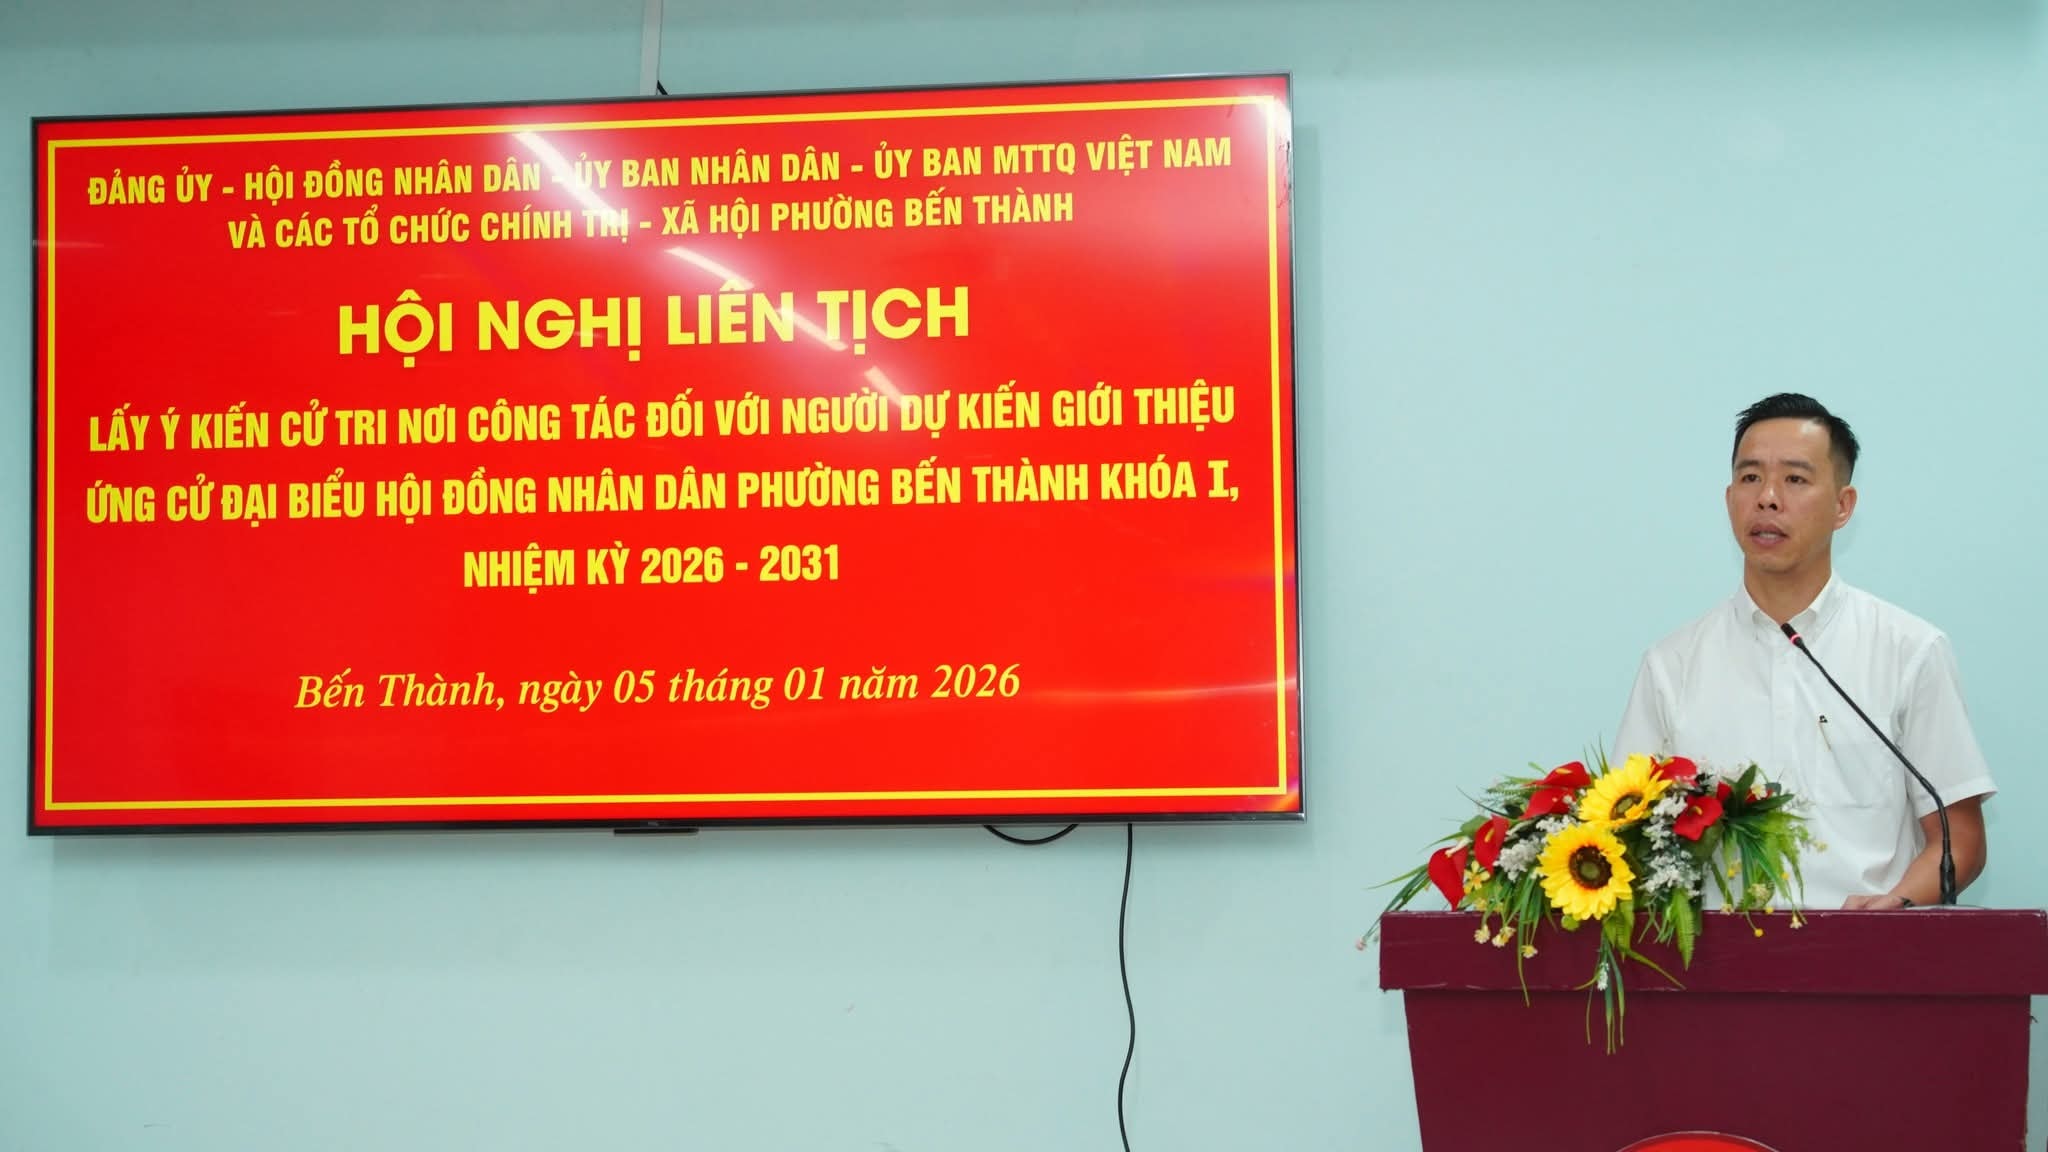 ĐẢNG ỦY - HỘI ĐỒNG NHÂN DÂN - ỦY BAN NHÂN DÂN - ỦY BAN MTTQ VIỆT NAM
VÀ CÁC TỔ CHỨC CHÍNH TRỊ - XÃ HỘI PHƯỜNG BẾN THÀNH
HỘI NGHỊ LIÊN TỊCH
LẤY Ý KIẾN CỬ TRI NƠI CÔNG TÁC ĐỐI VỚI NGƯỜI DỰ KIẾN GIỚI THIỆU
ỨNG CỬ ĐẠI BIỂU HỘI ĐỒNG NHÂN DÂN PHƯỜNG BẾN THÀNH KHÓA I,
NHIỆM KỲ 2026 - 2031
Bến Thành, ngày 05 tháng 01 năm 2026